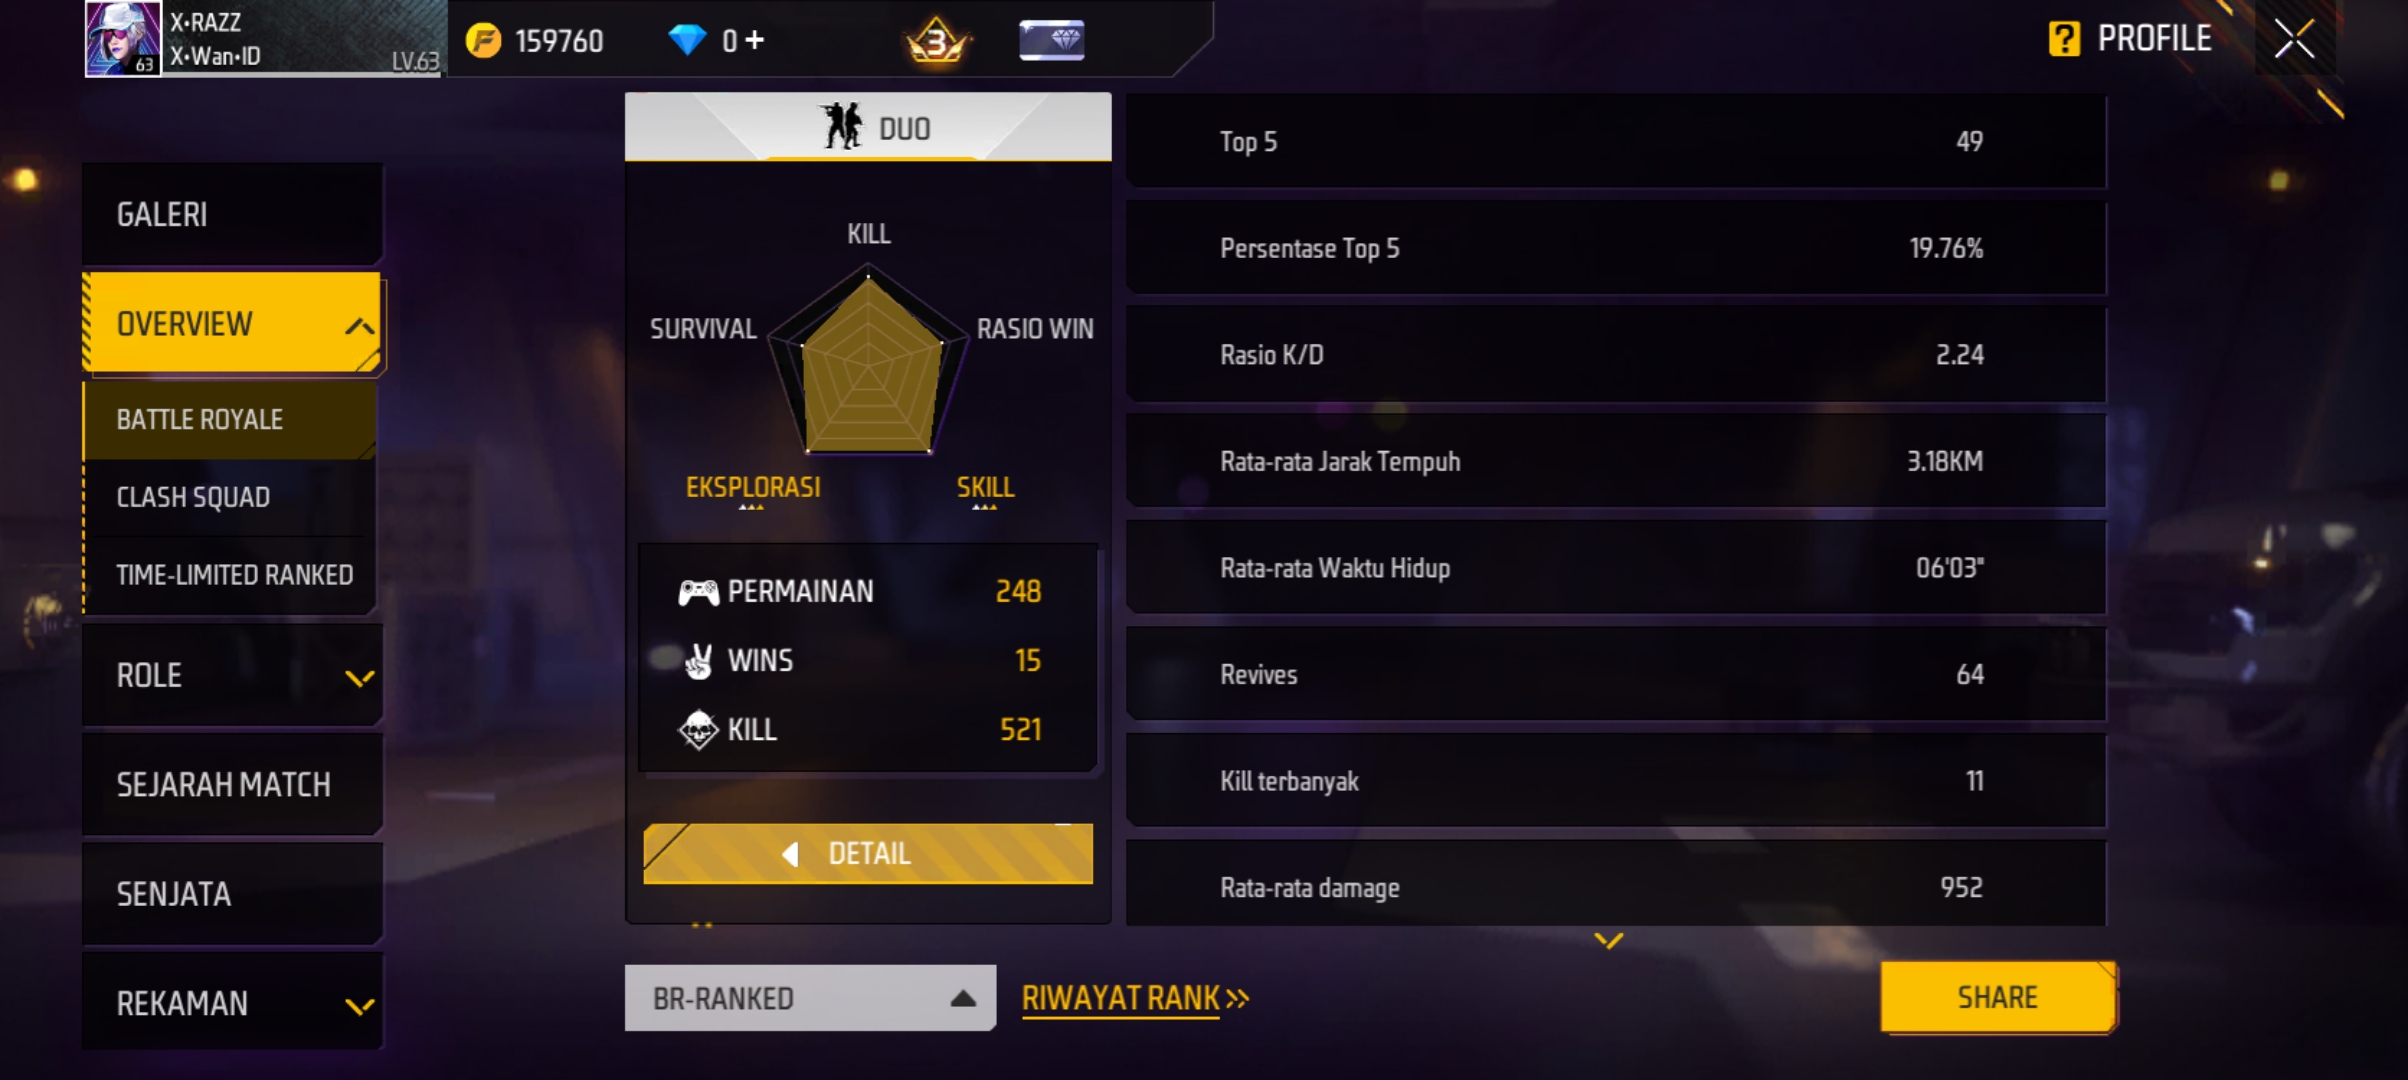 X•RAZZ
X•Wan•ID
63
LV.63
159760
0 +
3
? PROFILE
GALERI
OVERVIEW
BATTLE ROYALE
CLASH SQUAD
TIME-LIMITED RANKED
ROLE
SEJARAH MATCH
SENJATA
REKAMAN
DUO
KILL
SURVIVAL
RASIO WIN
EKSPLORASI
SKILL
PERMAINAN 248
WINS 15
KILL 521
DETAIL
BR-RANKED
RIWAYAT RANK >>
Top 5 49
Persentase Top 5 19.76%
Rasio K/D 2.24
Rata-rata Jarak Tempuh 3.18KM
Rata-rata Waktu Hidup 06'03"
Revives 64
Kill terbanyak 11
Rata-rata damage 952
SHARE